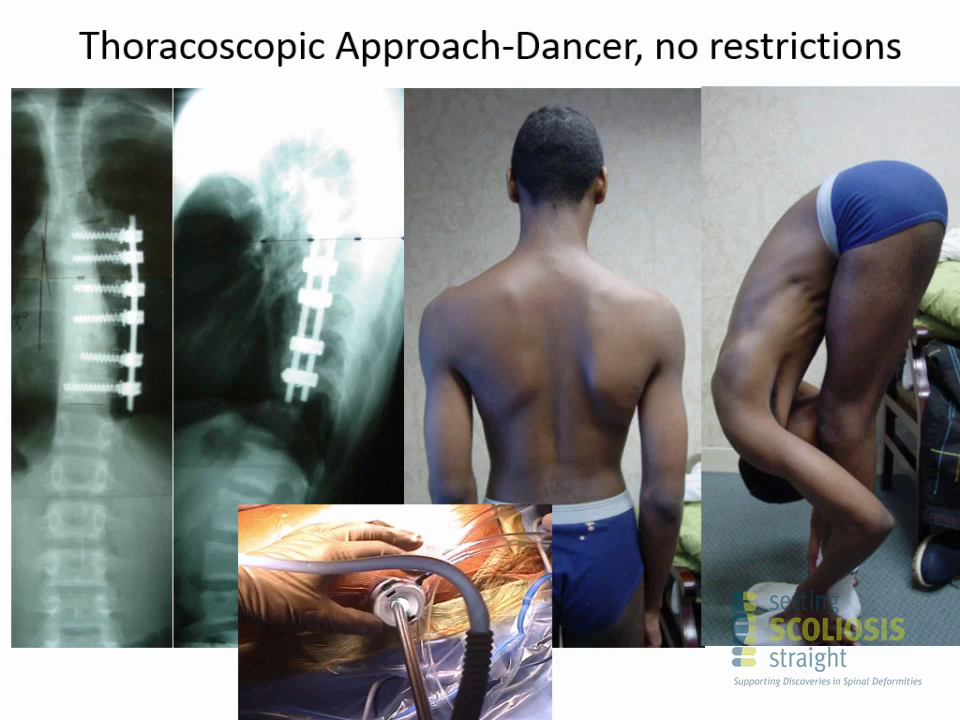 Thoracoscopic Approach-Dancer, no restrictions
setting
SCOLIOSIS
straight
Supporting Discoveries in Spinal Deformities